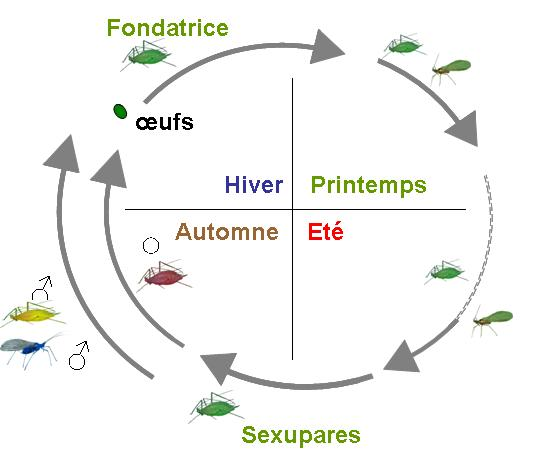 Fondatrice
œufs
Hiver
Printemps
Automne
Eté
Sexupares